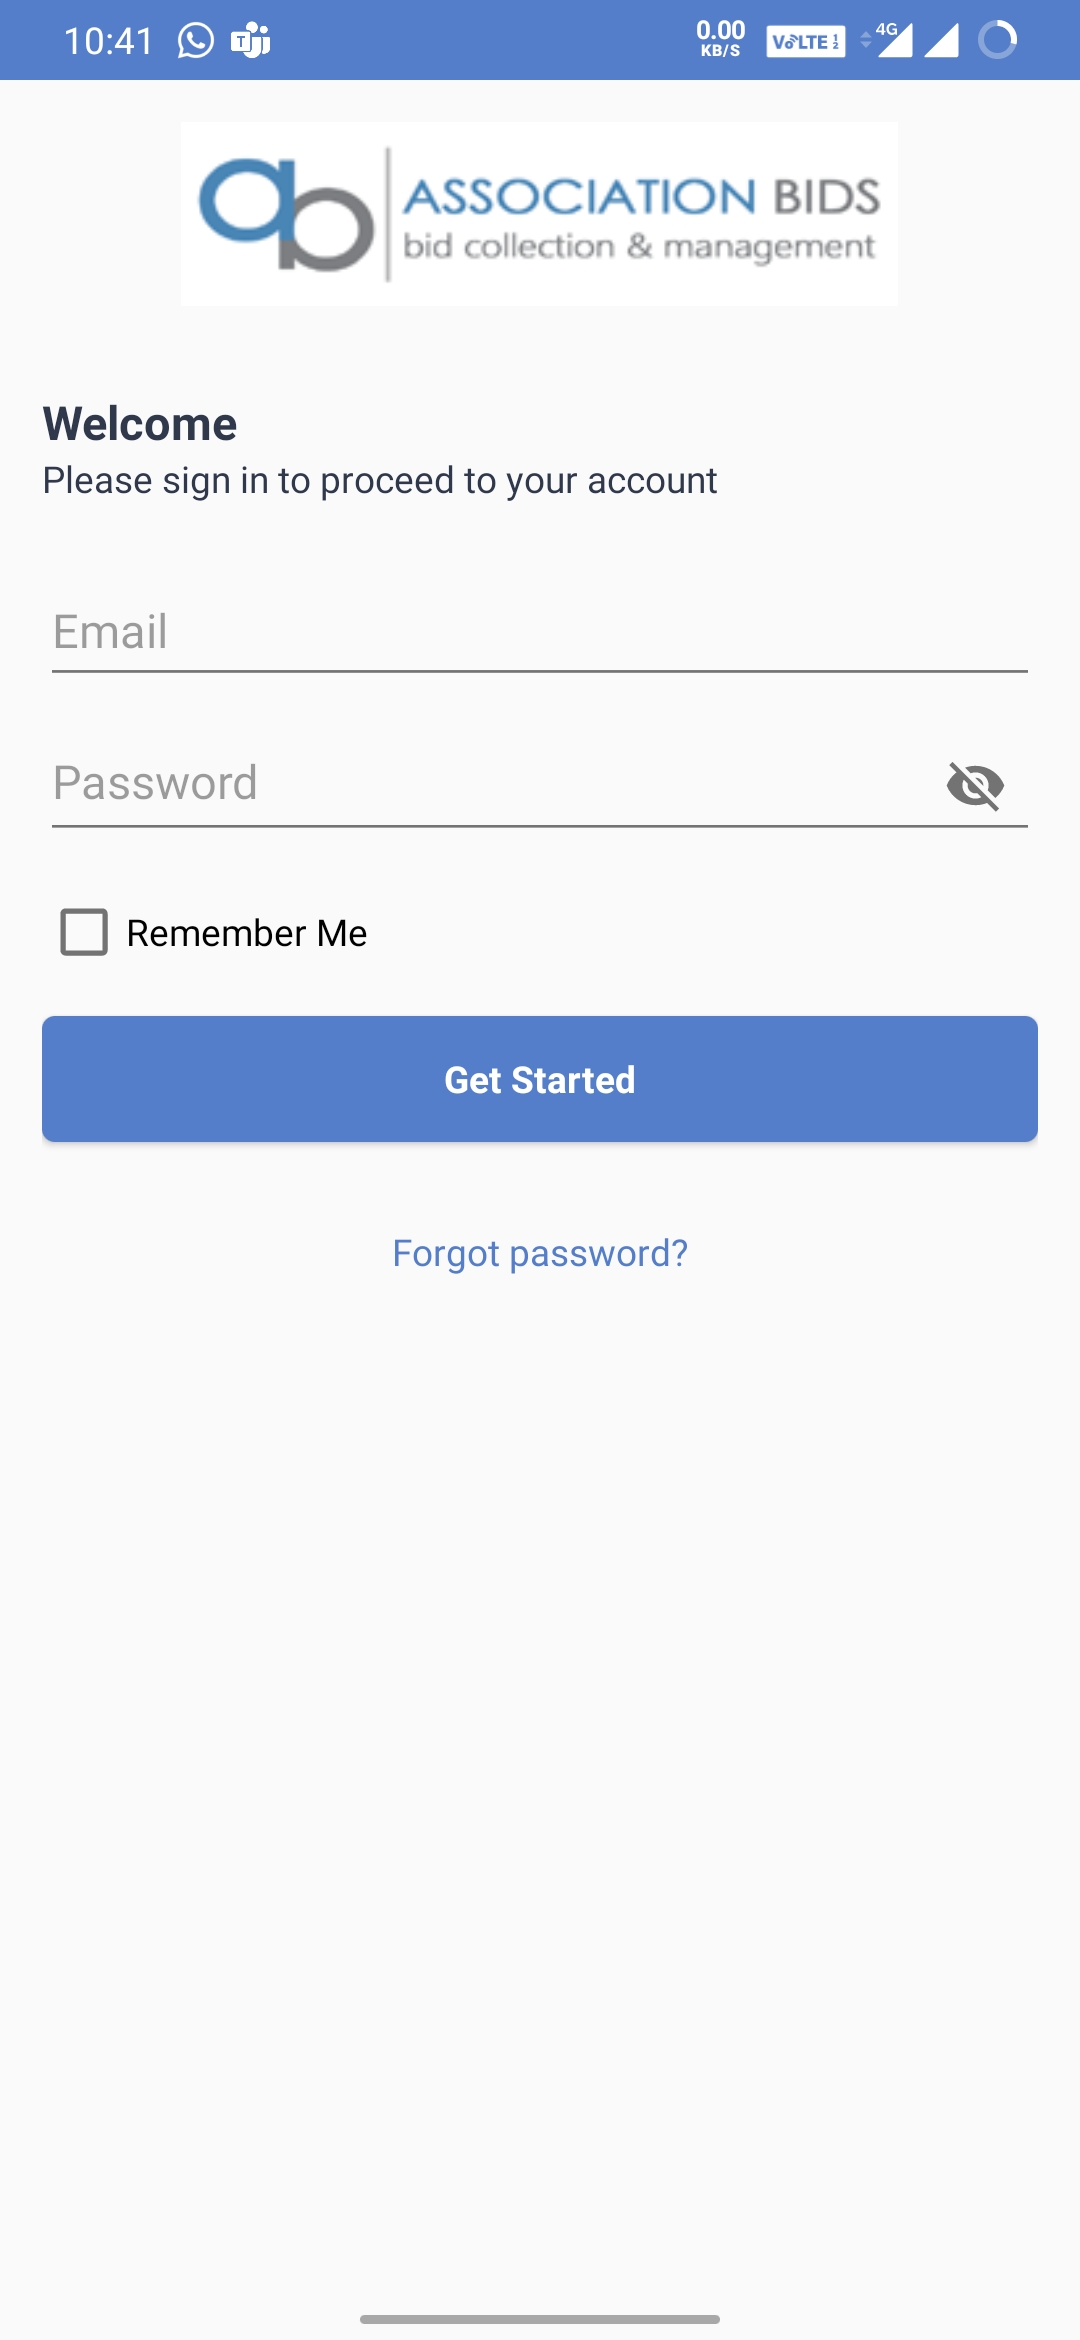 10:41
0.00
KB/S
VoLTE
4G
ab
ASSOCIATION BIDS
bid collection & management
Welcome
Please sign in to proceed to your account
Email
Password
Remember Me
Get Started
Forgot password?